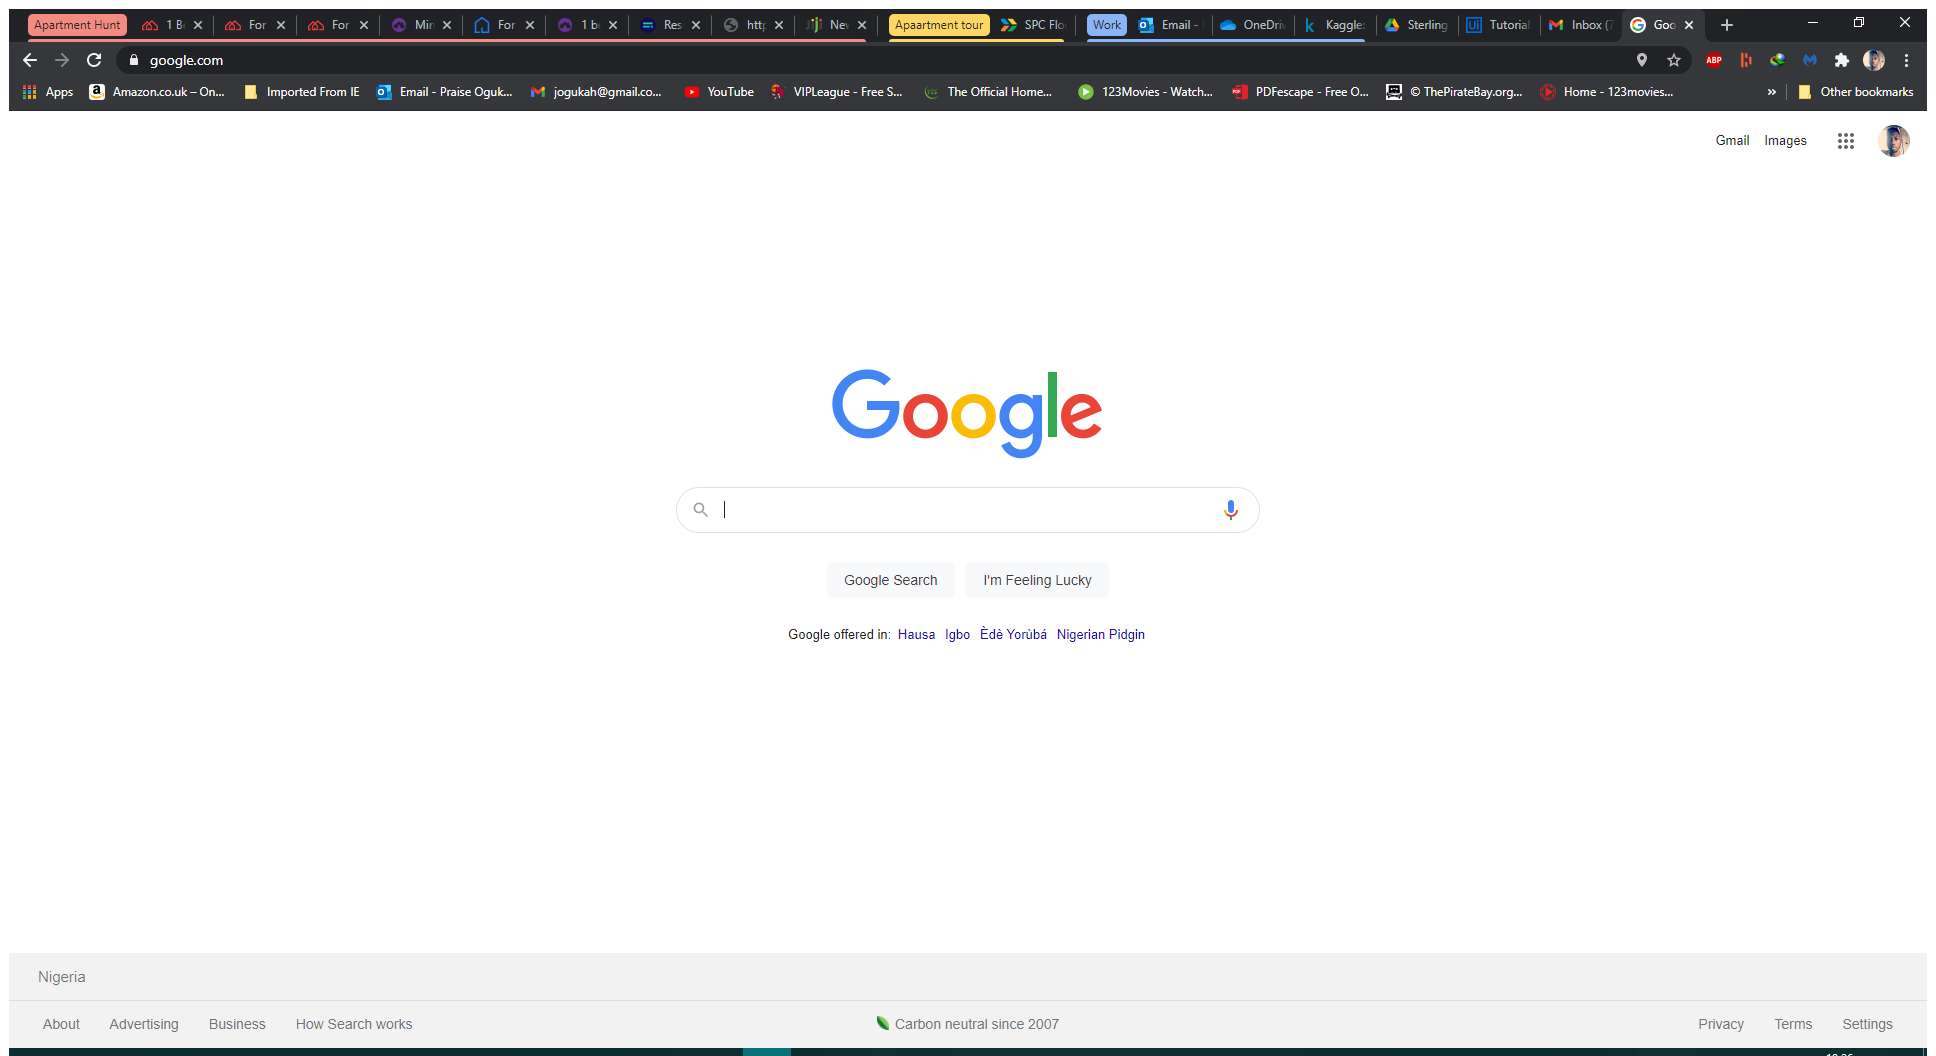 Apartment Hunt 1 Be For For Min For 1 be Res http Nev Apaartment tour SPC Flo Work Email - OneDriv Kaggle: Sterling Tutorial Inbox (7 Goo
google.com
Apps Amazon.co.uk – On... Imported From IE Email - Praise Oguk... jogukah@gmail.co... YouTube VIPLeague - Free S... The Official Home... 123Movies - Watch... PDFescape - Free O... © ThePirateBay.org... Home - 123movies... » Other bookmarks
Gmail Images
Google
Google Search I'm Feeling Lucky
Google offered in: Hausa Igbo Èdè Yorùbá Nigerian Pidgin
Nigeria
About Advertising Business How Search works Carbon neutral since 2007 Privacy Terms Settings